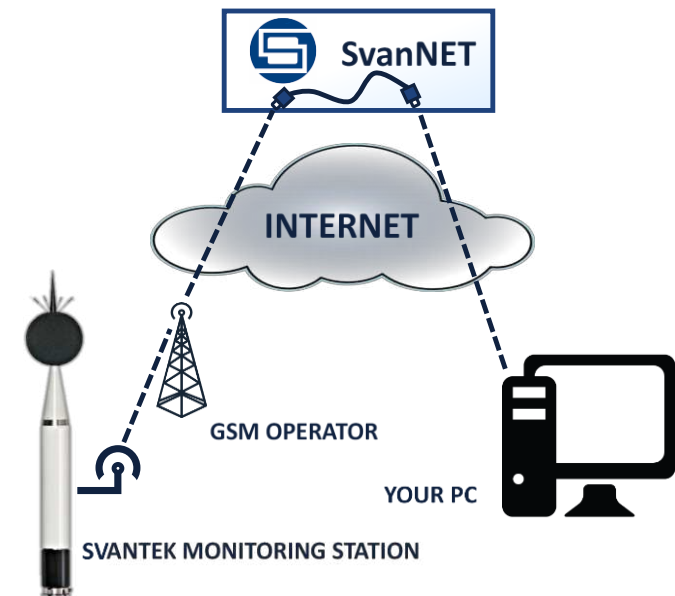 SvanNET
INTERNET
GSM OPERATOR
YOUR PC
SVANTEK MONITORING STATION